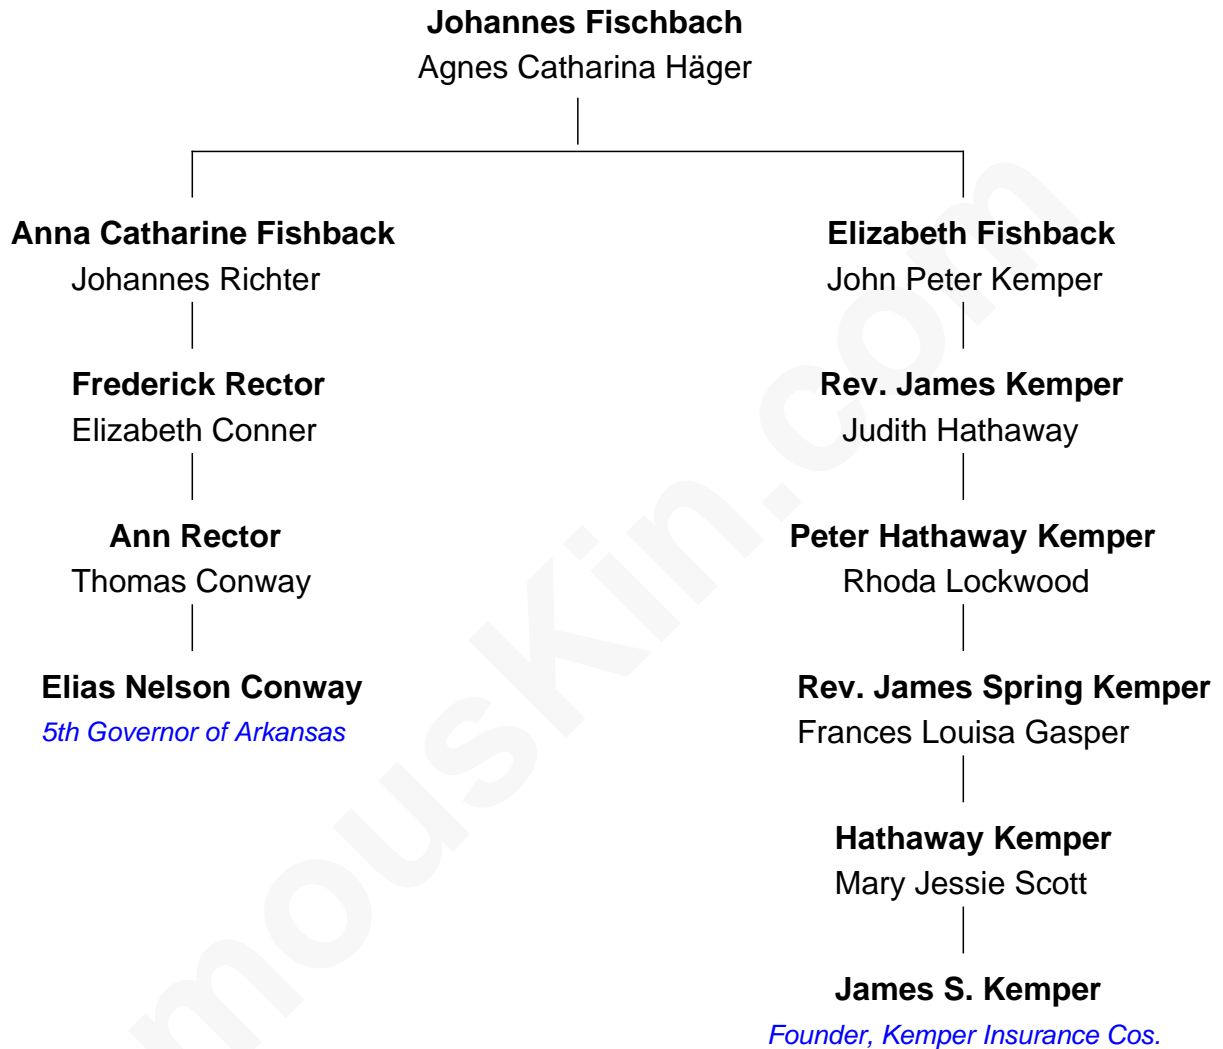 Johannes Fischbach
Agnes Catharina Häger
Anna Catharine Fishback
Johannes Richter
Elizabeth Fishback
John Peter Kemper
Frederick Rector
Elizabeth Conner
Rev. James Kemper
Judith Hathaway
Ann Rector
Thomas Conway
Peter Hathaway Kemper
Rhoda Lockwood
Elias Nelson Conway
5th Governor of Arkansas
Rev. James Spring Kemper
Frances Louisa Gasper
Hathaway Kemper
Mary Jessie Scott
James S. Kemper
Founder, Kemper Insurance Cos.
mousKin.com